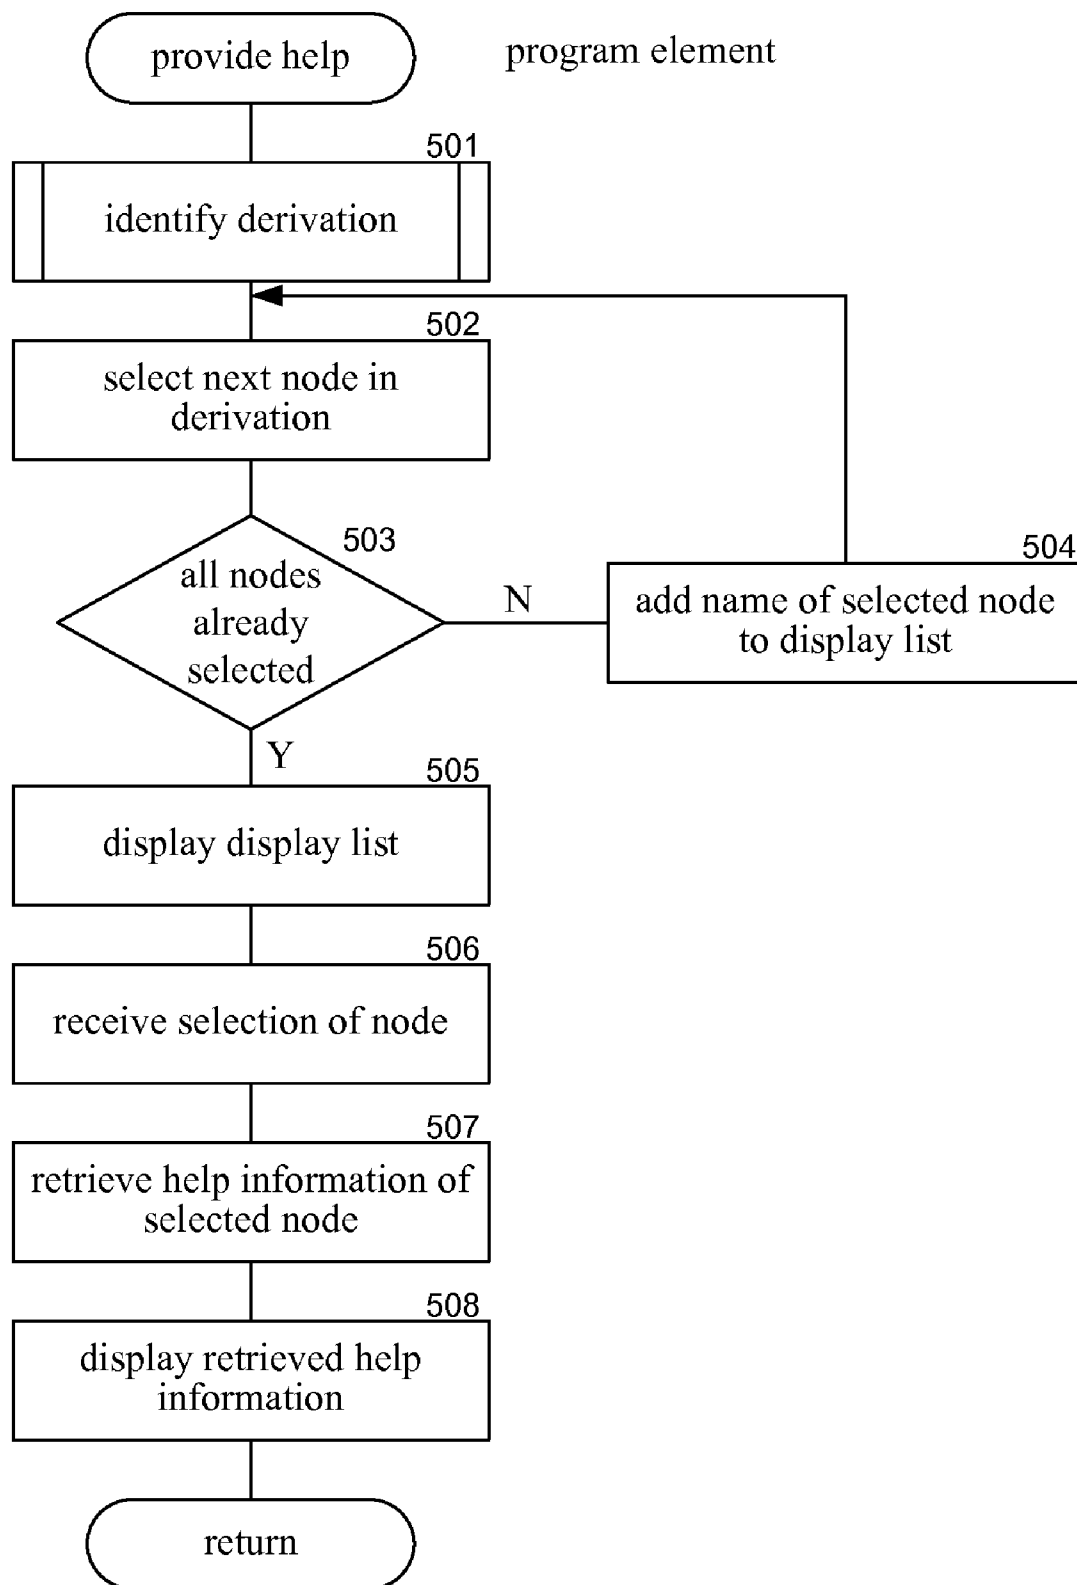 provide help
program element
501
identify derivation
502
select next node in
derivation
503
all nodes
already
selected
N
504
add name of selected node
to display list
Y
505
display display list
506
receive selection of node
507
retrieve help information of
selected node
508
display retrieved help
information
return